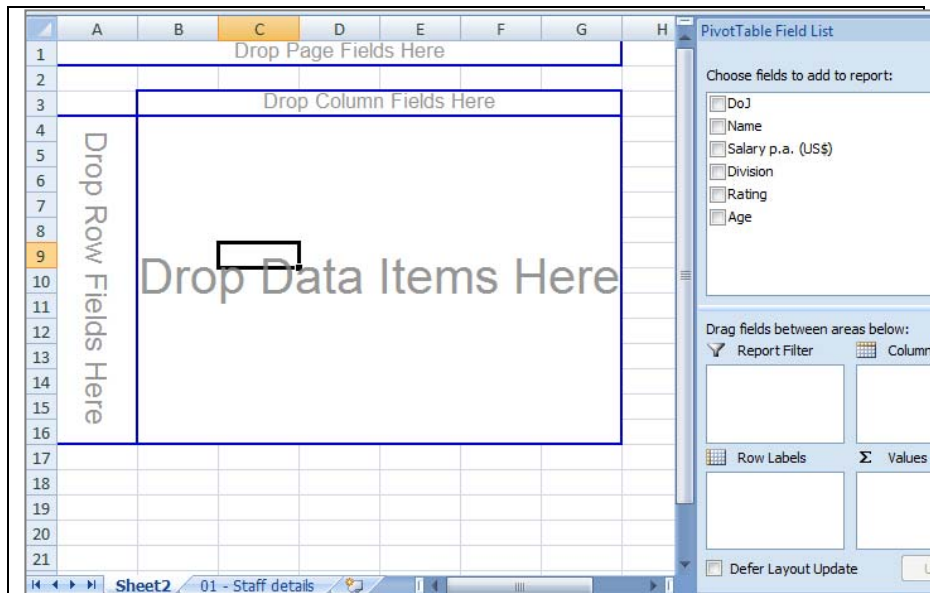 A B C D E F G H
PivotTable Field List
1
Drop Page Fields Here
Choose fields to add to report:
2
3
Drop Column Fields Here
DoJ
4
Name
5
Salary p.a. (US$)
6
Division
7
Rating
8
Age
9
Drop Row Fields Here
Drop Data Items Here
10
11
12
Drag fields between areas below:
13
Report Filter
Column
14
15
16
17
Row Labels
Σ Values
18
19
20
21
Defer Layout Update
U
Sheet2
01 - Staff details